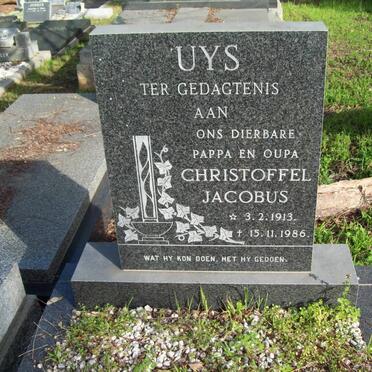 UYS
TER GEDAGTENIS
AAN
ONS DIERBARE
PAPPA EN OUPA
CHRISTOFFEL
JACOBUS
☆ 3.2.1913.
† 15.11.1986.
WAT HY KON DOEN, HET HY GEDOEN.